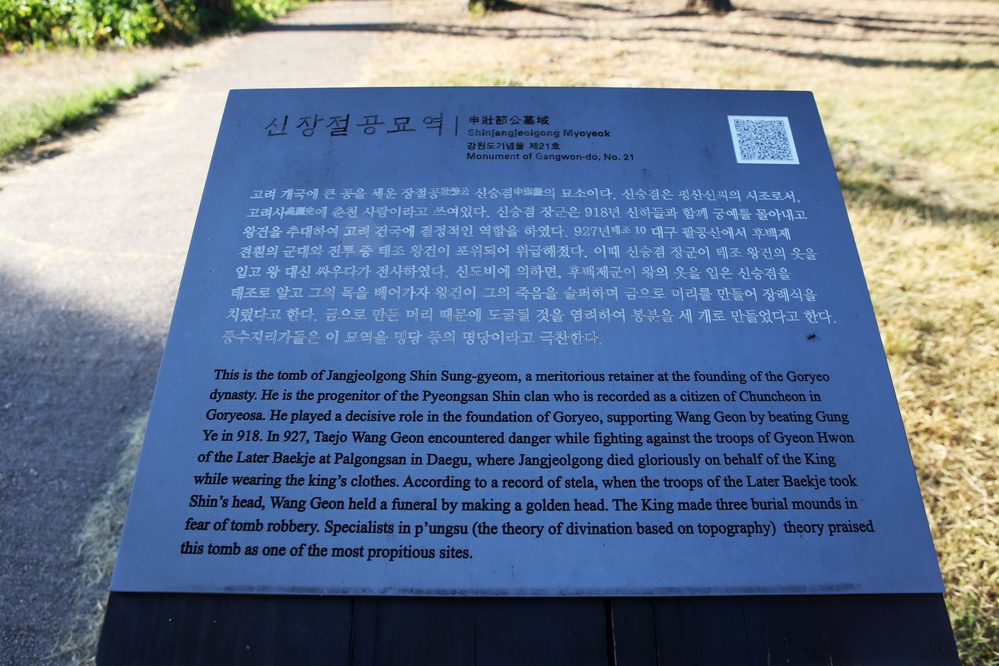 신장절공묘역
申壯節公墓域
Shinjangjeolgong Myoyeok
강원도기념물 제21호
Monument of Gangwon-do, No. 21
고려 개국에 큰 공을 세운 장절공壯節公 신숭겸申崇謙의 묘소이다. 신숭겸은 평산신씨의 시조로서,
고려사高麗史에 춘천 사람이라고 쓰여있다. 신숭겸 장군은 918년 신하들과 함께 궁예를 몰아내고
왕건을 추대하여 고려 건국에 결정적인 역할을 하였다. 927년태조 10 대구 팔공산에서 후백제
견훤의 군대와 전투 중 태조 왕건이 포위되어 위급해졌다. 이때 신숭겸 장군이 태조 왕건의 옷을
입고 왕 대신 싸우다가 전사하였다. 신도비에 의하면, 후백제군이 왕의 옷을 입은 신숭겸을
태조로 알고 그의 목을 베어가자 왕건이 그의 죽음을 슬퍼하며 금으로 머리를 만들어 장례식을
치렀다고 한다. 금으로 만든 머리 때문에 도굴될 것을 염려하여 봉분을 세 개로 만들었다고 한다.
풍수지리가들은 이 묘역을 명당 중의 명당이라고 극찬한다.
This is the tomb of Jangjeolgong Shin Sung-gyeom, a meritorious retainer at the founding of the Goryeo
dynasty. He is the progenitor of the Pyeongsan Shin clan who is recorded as a citizen of Chuncheon in
Goryeosa. He played a decisive role in the foundation of Goryeo, supporting Wang Geon by beating Gung
Ye in 918. In 927, Taejo Wang Geon encountered danger while fighting against the troops of Gyeon Hwon
of the Later Baekje at Palgongsan in Daegu, where Jangjeolgong died gloriously on behalf of the King
while wearing the king's clothes. According to a record of stela, when the troops of the Later Baekje took
Shin's head, Wang Geon held a funeral by making a golden head. The King made three burial mounds in
fear of tomb robbery. Specialists in p'ungsu (the theory of divination based on topography) theory praised
this tomb as one of the most propitious sites.